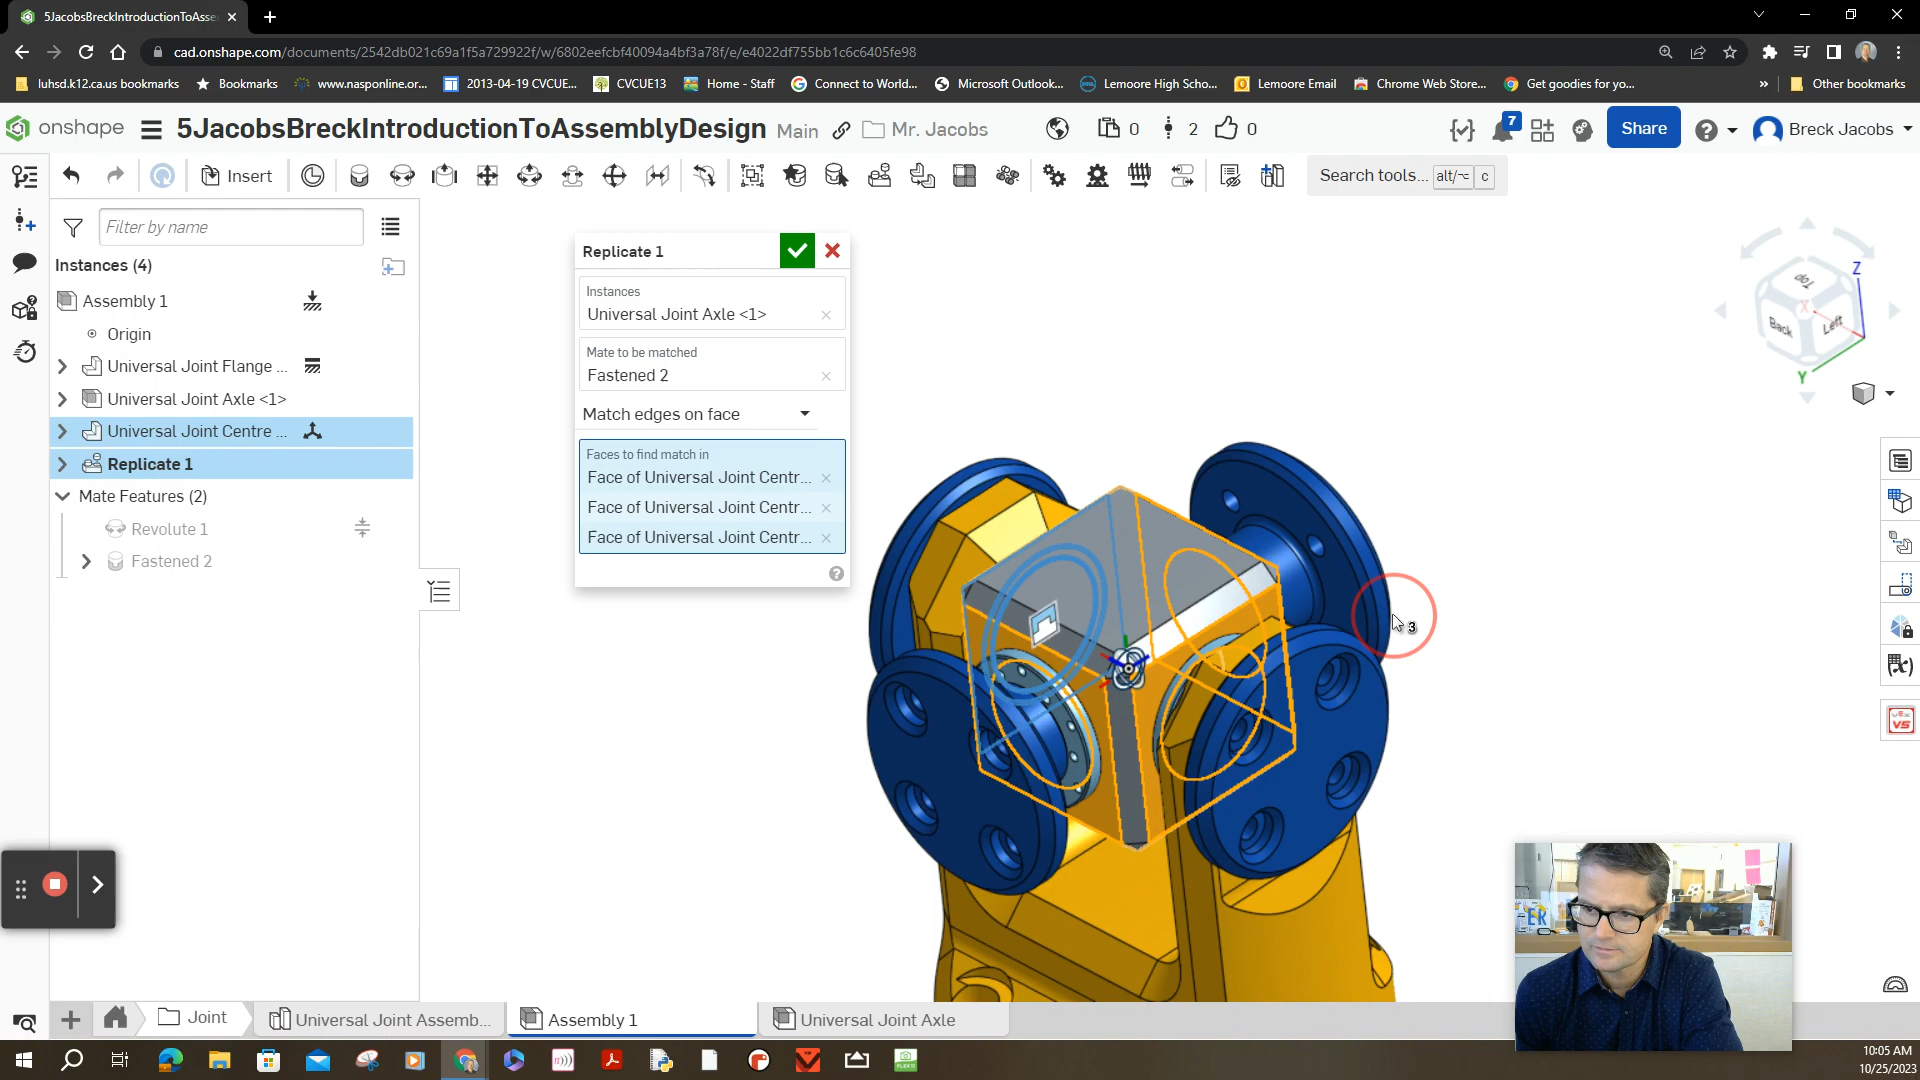 5JacobsBreckIntroductionToAsse
cad.onshape.com/documents/2542db021c69a1f5a729922f/w/6802eefcbf40094a4bf3a78f/e/e4022df755bb1c6c6405fe98
luhsd.k12.ca.us bookmarks
Bookmarks
www.nasponline.or...
2013-04-19 CVCUE...
CVCUE13
Home - Staff
Connect to World...
Microsoft Outlook...
Lemoore High Scho...
Lemoore Email
Chrome Web Store...
Get goodies for yo...
»
Other bookmarks
onshape
5JacobsBreckIntroductionToAssemblyDesign
Main
Mr. Jacobs
0
2
0
7
Share
Breck Jacobs
Insert
Search tools... alt/⌥ c
Filter by name
Instances (4)
Assembly 1
Origin
Universal Joint Flange ...
Universal Joint Axle <1>
Universal Joint Centre ...
Replicate 1
Mate Features (2)
Revolute 1
Fastened 2
Replicate 1
Instances
Universal Joint Axle <1>
Mate to be matched
Fastened 2
Match edges on face
Faces to find match in
Face of Universal Joint Centr...
Face of Universal Joint Centr...
Face of Universal Joint Centr...
3
Top
Back
Left
X
Y
Z
(x)
VEX
V5
Joint
Universal Joint Assemb...
Assembly 1
Universal Joint Axle
10:05 AM
10/25/2023